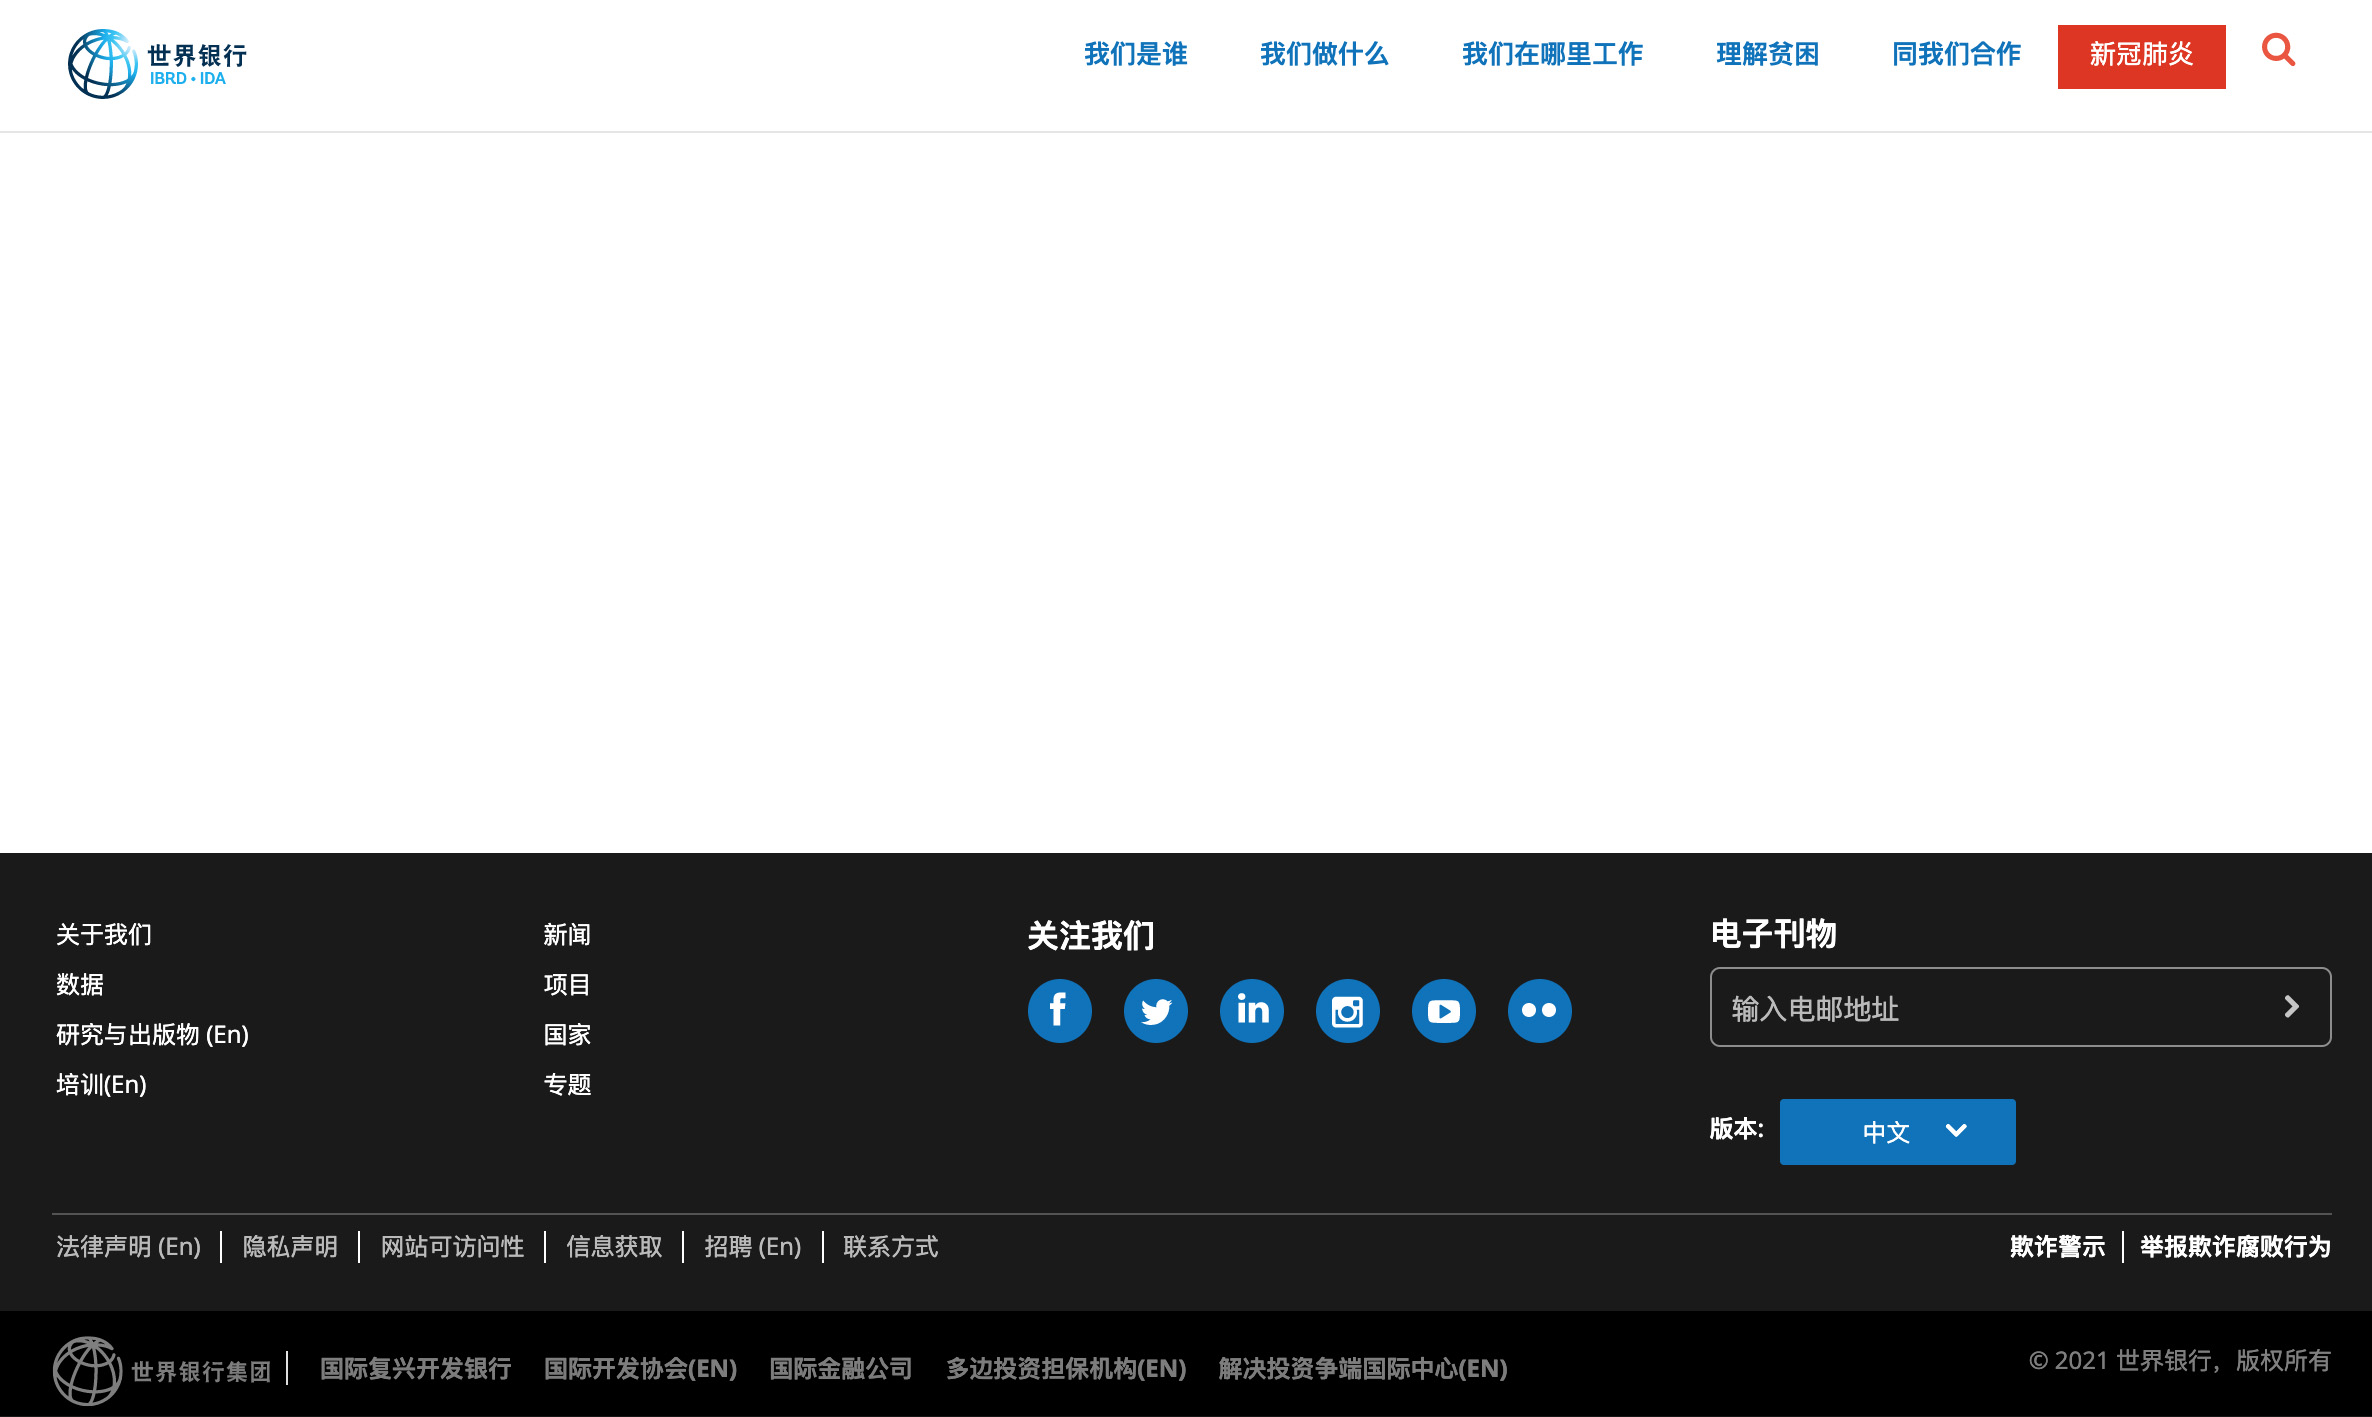 世界银行
IBRD • IDA
我们是谁 我们做什么 我们在哪里工作 理解贫困 同我们合作 新冠肺炎
关于我们
数据
研究与出版物 (En)
培训(En)
新闻
项目
国家
专题
关注我们
电子刊物
输入电邮地址
版本: 中文
法律声明 (En) 隐私声明 网站可访问性 信息获取 招聘 (En) 联系方式
欺诈警示 举报欺诈腐败行为
世界银行集团 国际复兴开发银行 国际开发协会(EN) 国际金融公司 多边投资担保机构(EN) 解决投资争端国际中心(EN)
© 2021 世界银行，版权所有